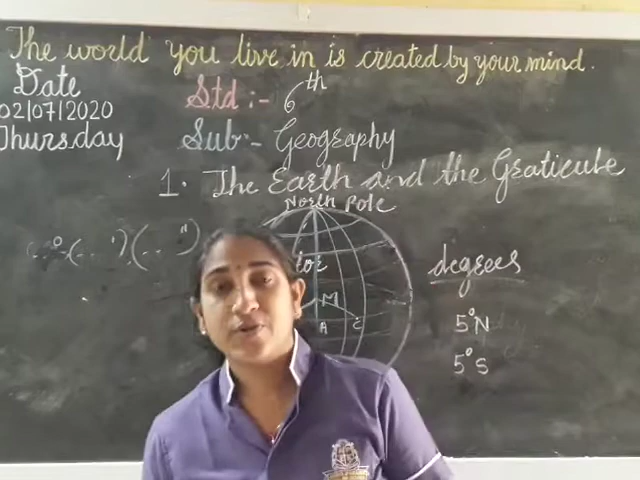 The world you live in is created by your mind.
Date
02/07/2020
Thursday
Std :- 6th
Sub :- Geography
1. The Earth and the Graticule
North Pole
(..°)(..')(..")
tor
M
A C
degrees
5°N
5°S